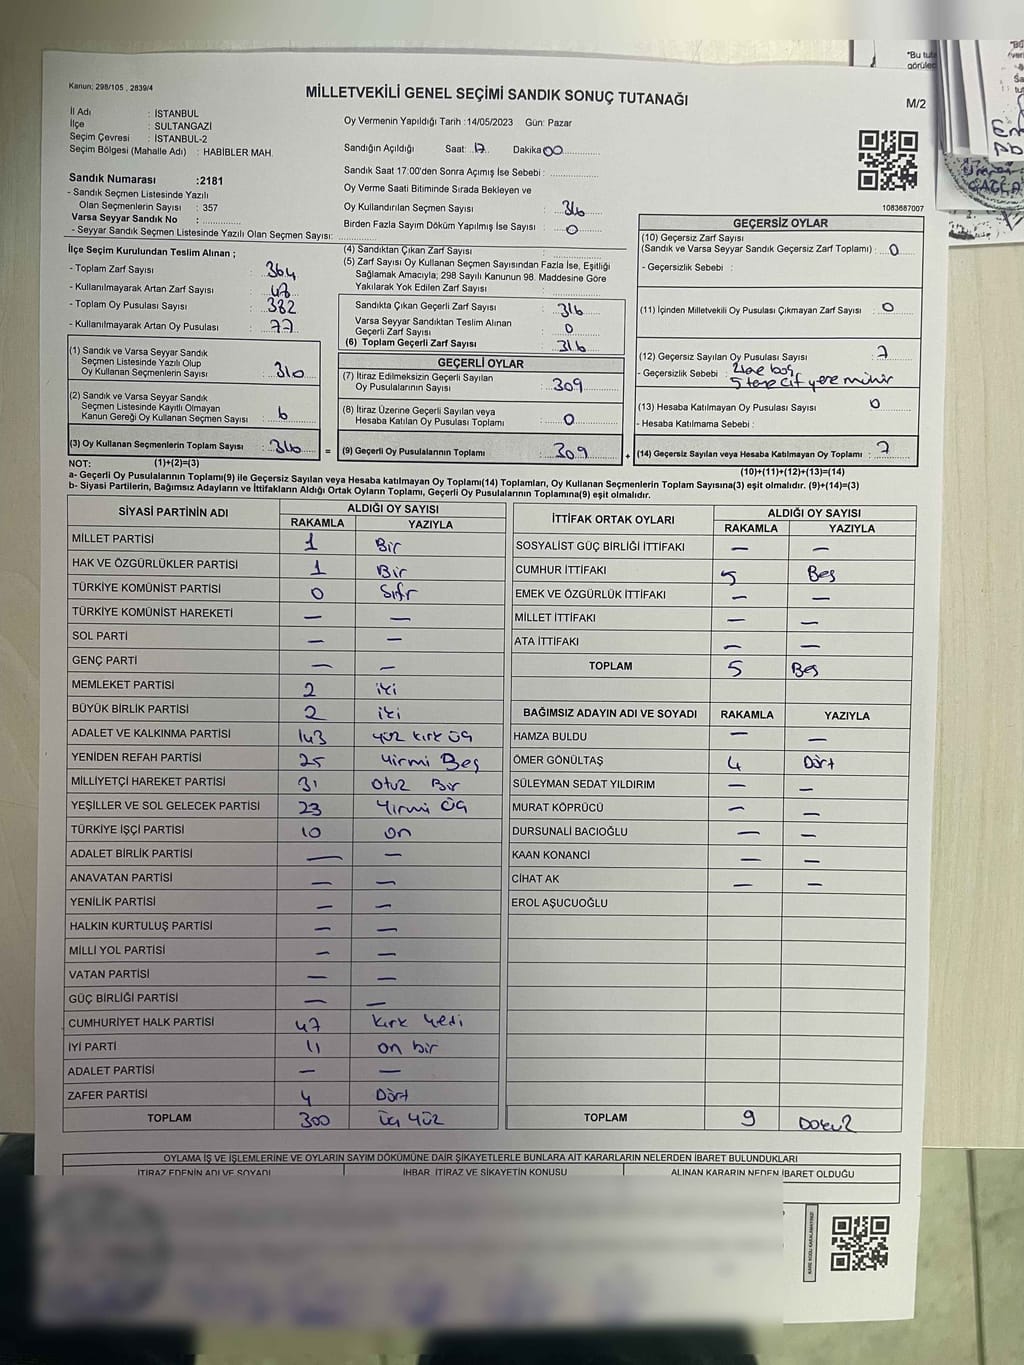 Kanun; 298/105 , 2839/4
MİLLETVEKİLİ GENEL SEÇİMİ SANDIK SONUÇ TUTANAĞI
M/2
İl Adı : İSTANBUL
İlçe : SULTANGAZİ
Seçim Çevresi : İSTANBUL-2
Seçim Bölgesi (Mahalle Adı) : HABİBLER MAH.
Oy Vermenin Yapıldığı Tarih :14/05/2023 Gün: Pazar
Sandığın Açıldığı Saat: 17 Dakika 00
Sandık Saat 17:00'den Sonra Açımış İse Sebebi :
Oy Verme Saati Bitiminde Sırada Bekleyen ve
Oy Kullandırılan Seçmen Sayısı : 316
Birden Fazla Sayım Döküm Yapılmış İse Sayısı : 0
1083687007
Sandık Numarası :2181
- Sandık Seçmen Listesinde Yazılı
Olan Seçmenlerin Sayısı : 357
Varsa Seyyar Sandık No :
- Seyyar Sandık Seçmen Listesinde Yazılı Olan Seçmen Sayısı:
İlçe Seçim Kurulundan Teslim Alınan ;
- Toplam Zarf Sayısı : 364
- Kullanılmayarak Artan Zarf Sayısı : 48
- Toplam Oy Pusulası Sayısı : 382
- Kullanılmayarak Artan Oy Pusulası : 77
(1) Sandık ve Varsa Seyyar Sandık
Seçmen Listesinde Yazılı Olup
Oy Kullanan Seçmenlerin Sayısı : 310
(2) Sandık ve Varsa Seyyar Sandık
Seçmen Listesinde Kayıtlı Olmayan
Kanun Gereği Oy Kullanan Seçmen Sayısı : 6
(3) Oy Kullanan Seçmenlerin Toplam Sayısı : 316 =
(4) Sandıktan Çıkan Zarf Sayısı :
(5) Zarf Sayısı Oy Kullanan Seçmen Sayısından Fazla İse, Eşitliği
Sağlamak Amacıyla; 298 Sayılı Kanunun 98. Maddesine Göre
Yakılarak Yok Edilen Zarf Sayısı :
Sandıkta Çıkan Geçerli Zarf Sayısı : 316
Varsa Seyyar Sandıktan Teslim Alınan
Geçerli Zarf Sayısı : 0
(6) Toplam Geçerli Zarf Sayısı : 316
GEÇERLİ OYLAR
(7) İtiraz Edilmeksizin Geçerli Sayılan
Oy Pusulalarının Sayısı : 309
(8) İtiraz Üzerine Geçerli Sayılan veya
Hesaba Katılan Oy Pusulası Toplamı : 0
(9) Geçerli Oy Pusulalarının Toplamı : 309 +
GEÇERSİZ OYLAR
(10) Geçersiz Zarf Sayısı
(Sandık ve Varsa Seyyar Sandık Geçersiz Zarf Toplamı) : 0
- Geçersizlik Sebebi :
(11) İçinden Milletvekili Oy Pusulası Çıkmayan Zarf Sayısı : 0
(12) Geçersiz Sayılan Oy Pusulası Sayısı : 7
- Geçersizlik Sebebi : 2 tane boş
5 tane çif yere mühür
(13) Hesaba Katılmayan Oy Pusulası Sayısı : 0
- Hesaba Katılmama Sebebi :
(14) Geçersiz Sayılan veya Hesaba Katılmayan Oy Toplamı : 7
NOT: (1)+(2)=(3) (10)+(11)+(12)+(13)=(14)
a- Geçerli Oy Pusulalarının Toplamı(9) ile Geçersiz Sayılan veya Hesaba katılmayan Oy Toplamı(14) Toplamları, Oy Kullanan Seçmenlerin Toplam Sayısına(3) eşit olmalıdır. (9)+(14)=(3)
b- Siyasi Partilerin, Bağımsız Adayların ve İttifakların Aldığı Ortak Oyların Toplamı, Geçerli Oy Pusulalarının Toplamına(9) eşit olmalıdır.
SİYASİ PARTİNİN ADI ALDIĞI OY SAYISI
RAKAMLA YAZIYLA
MİLLET PARTİSİ 1 Bir
HAK VE ÖZGÜRLÜKLER PARTİSİ 1 Bir
TÜRKİYE KOMÜNİST PARTİSİ 0 Sıfır
TÜRKİYE KOMÜNİST HAREKETİ — —
SOL PARTİ — —
GENÇ PARTİ — —
MEMLEKET PARTİSİ 2 iki
BÜYÜK BİRLİK PARTİSİ 2 iki
ADALET VE KALKINMA PARTİSİ 143 yüz kırk üç
YENİDEN REFAH PARTİSİ 25 yirmi Beş
MİLLİYETÇİ HAREKET PARTİSİ 31 Otuz Bir
YEŞİLLER VE SOL GELECEK PARTİSİ 23 Yirmi Üç
TÜRKİYE İŞÇİ PARTİSİ 10 on
ADALET BİRLİK PARTİSİ — —
ANAVATAN PARTİSİ — —
YENİLİK PARTİSİ — —
HALKIN KURTULUŞ PARTİSİ — —
MİLLİ YOL PARTİSİ — —
VATAN PARTİSİ — —
GÜÇ BİRLİĞİ PARTİSİ — —
CUMHURİYET HALK PARTİSİ 47 kırk yedi
İYİ PARTİ 11 on bir
ADALET PARTİSİ — —
ZAFER PARTİSİ 4 Dört
TOPLAM 300 Üç yüz
İTTİFAK ORTAK OYLARI ALDIĞI OY SAYISI
RAKAMLA YAZIYLA
SOSYALİST GÜÇ BİRLİĞİ İTTİFAKI — —
CUMHUR İTTİFAKI 5 Beş
EMEK VE ÖZGÜRLÜK İTTİFAKI — —
MİLLET İTTİFAKI — —
ATA İTTİFAKI — —
TOPLAM 5 Beş
BAĞIMSIZ ADAYIN ADI VE SOYADI RAKAMLA YAZIYLA
HAMZA BULDU — —
ÖMER GÖNÜLTAŞ 4 Dört
SÜLEYMAN SEDAT YILDIRIM — —
MURAT KÖPRÜCÜ — —
DURSUNALİ BACIOĞLU — —
KAAN KONANCİ — —
CİHAT AK — —
EROL AŞUCUOĞLU
TOPLAM 9 Dokuz
OYLAMA İŞ VE İŞLEMLERİNE VE OYLARIN SAYIM DÖKÜMÜNE DAİR ŞİKAYETLERLE BUNLARA AİT KARARLARIN NELERDEN İBARET BULUNDUKLARI
İTİRAZ EDENİN ADI VE SOYADI İHBAR, İTİRAZ VE ŞİKAYETİN KONUSU ALINAN KARARIN NEDEN İBARET OLDUĞU
*Bu tuta
görülec